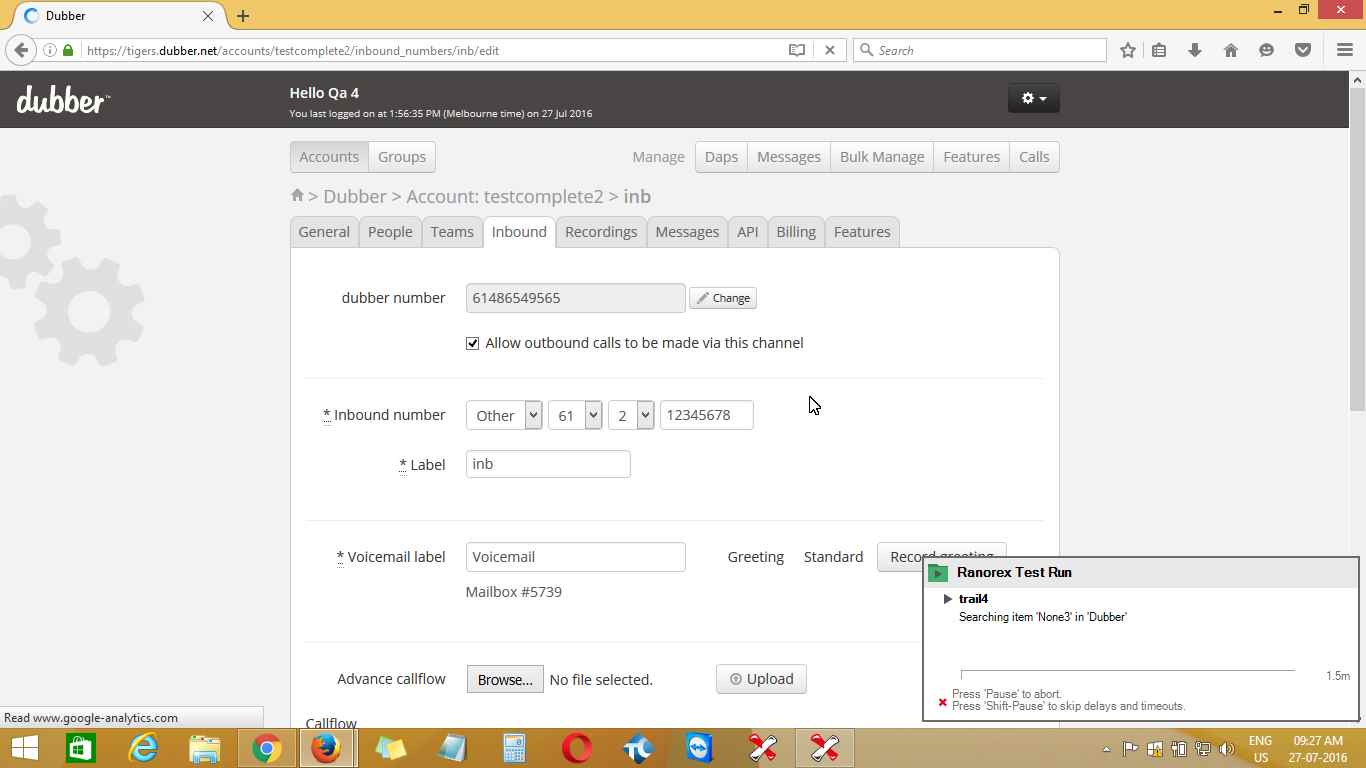 Dubber
https://tigers.dubber.net/accounts/testcomplete2/inbound_numbers/inb/edit
Search
dubber™
Hello Qa 4
You last logged on at 1:56:35 PM (Melbourne time) on 27 Jul 2016
Accounts Groups Manage Daps Messages Bulk Manage Features Calls
> Dubber > Account: testcomplete2 > inb
General People Teams Inbound Recordings Messages API Billing Features
dubber number 61486549565 Change
Allow outbound calls to be made via this channel
* Inbound number Other 61 2 12345678
* Label inb
* Voicemail label Voicemail Greeting Standard Record greeting
Mailbox #5739
Ranorex Test Run
trail4
Searching item 'None3' in 'Dubber'
1.5m
Press 'Pause' to abort.
Press 'Shift-Pause' to skip delays and timeouts.
Advance callflow Browse... No file selected. Upload
Callflow
Read www.google-analytics.com
ENG 09:27 AM
US 27-07-2016